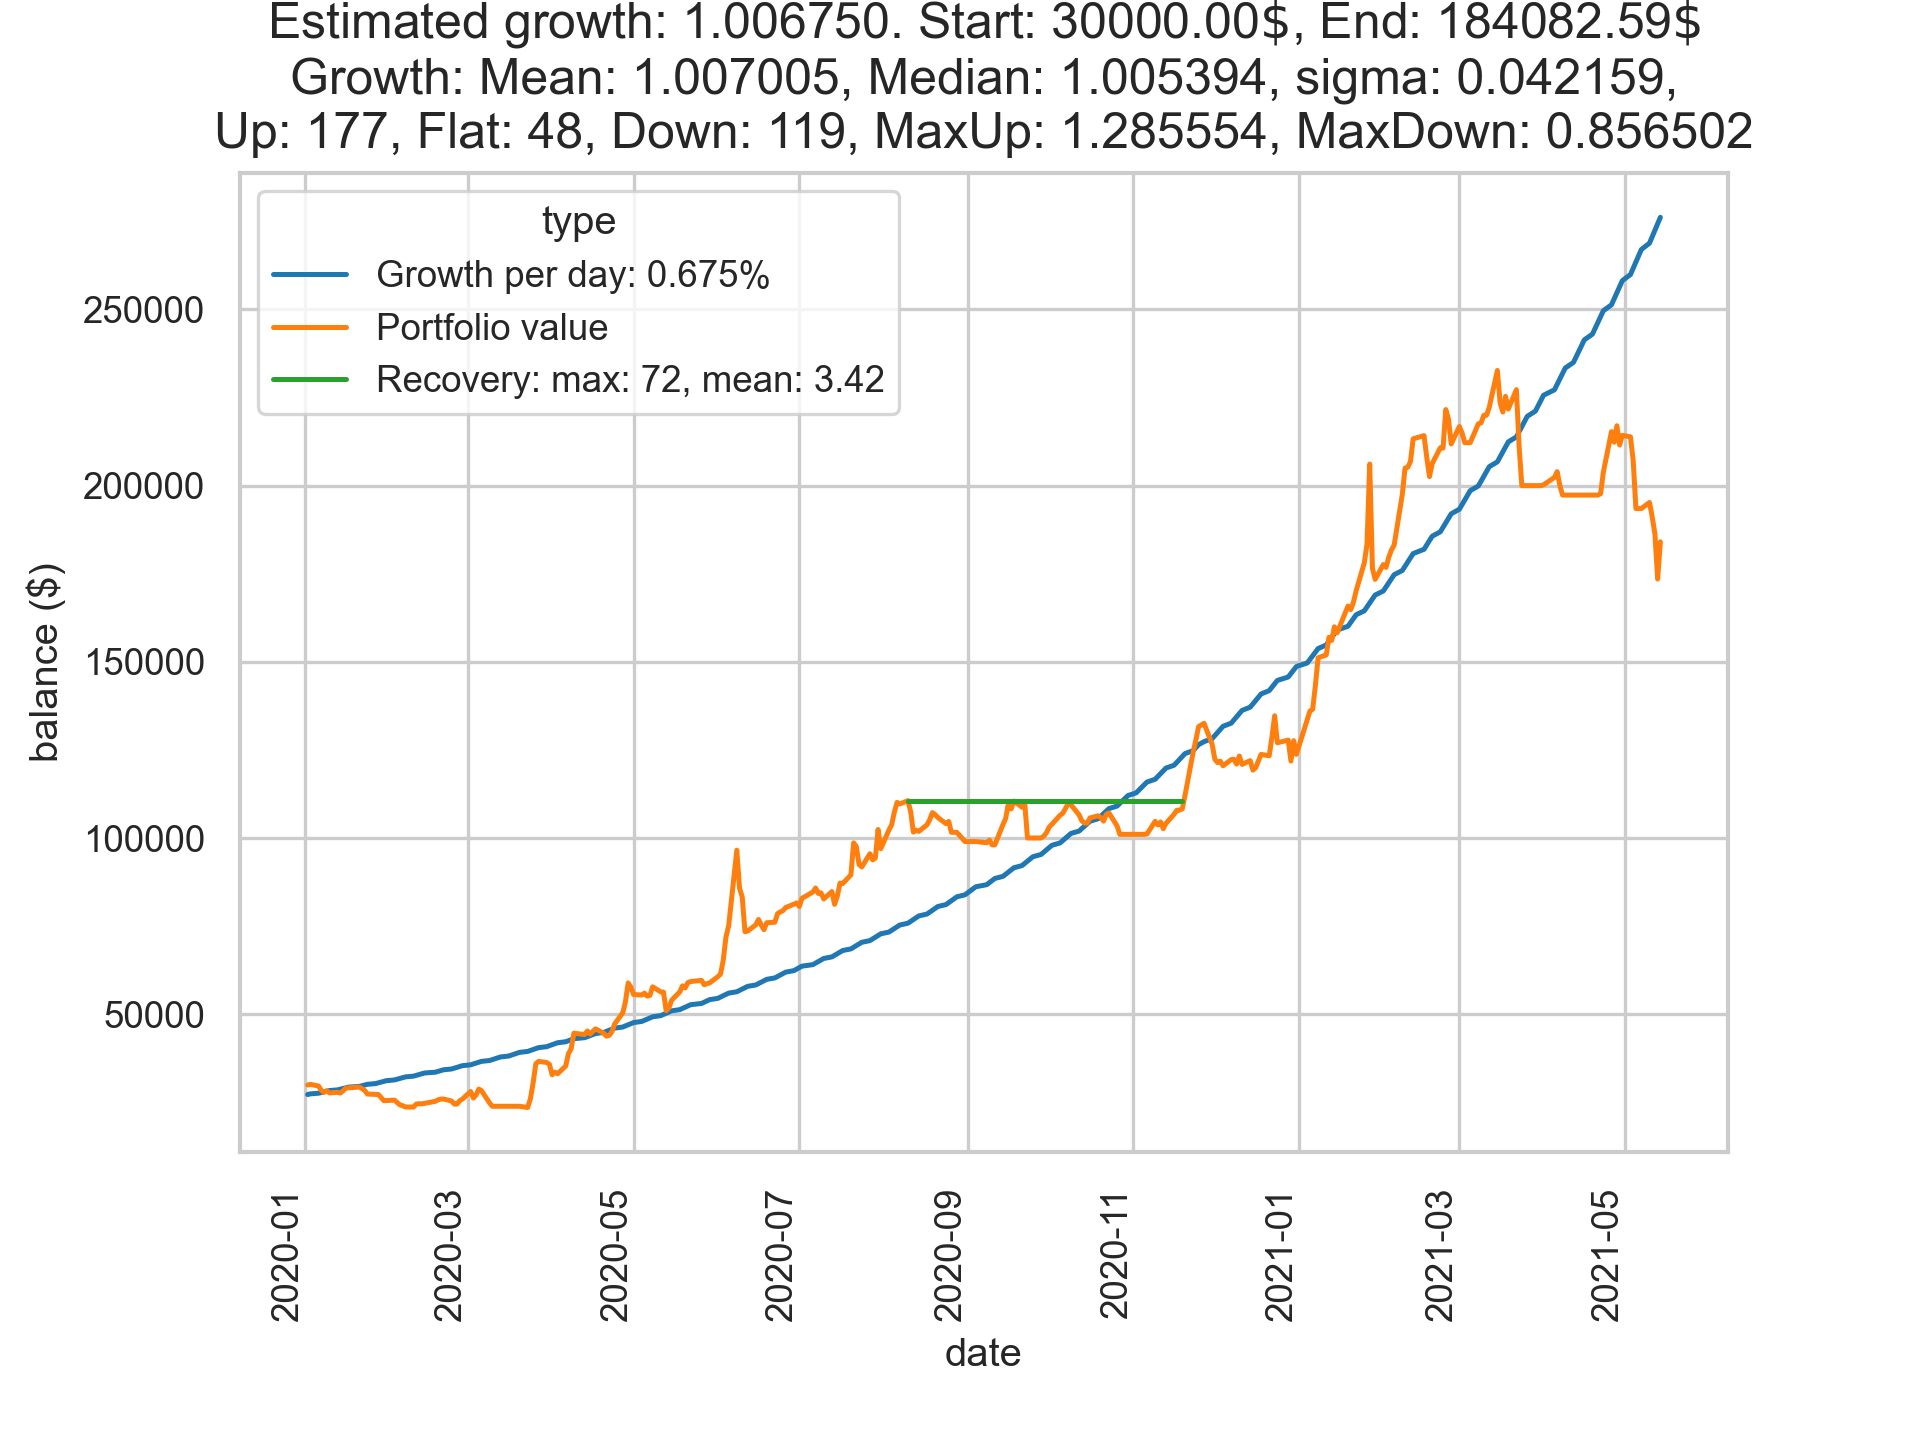 Estimated growth: 1.006750. Start: 30000.00$, End: 184082.59$
Growth: Mean: 1.007005, Median: 1.005394, sigma: 0.042159,
Up: 177, Flat: 48, Down: 119, MaxUp: 1.285554, MaxDown: 0.856502
type
Growth per day: 0.675%
Portfolio value
Recovery: max: 72, mean: 3.42
balance ($)
250000
200000
150000
100000
50000
2020-01
2020-03
2020-05
2020-07
2020-09
2020-11
2021-01
2021-03
2021-05
date